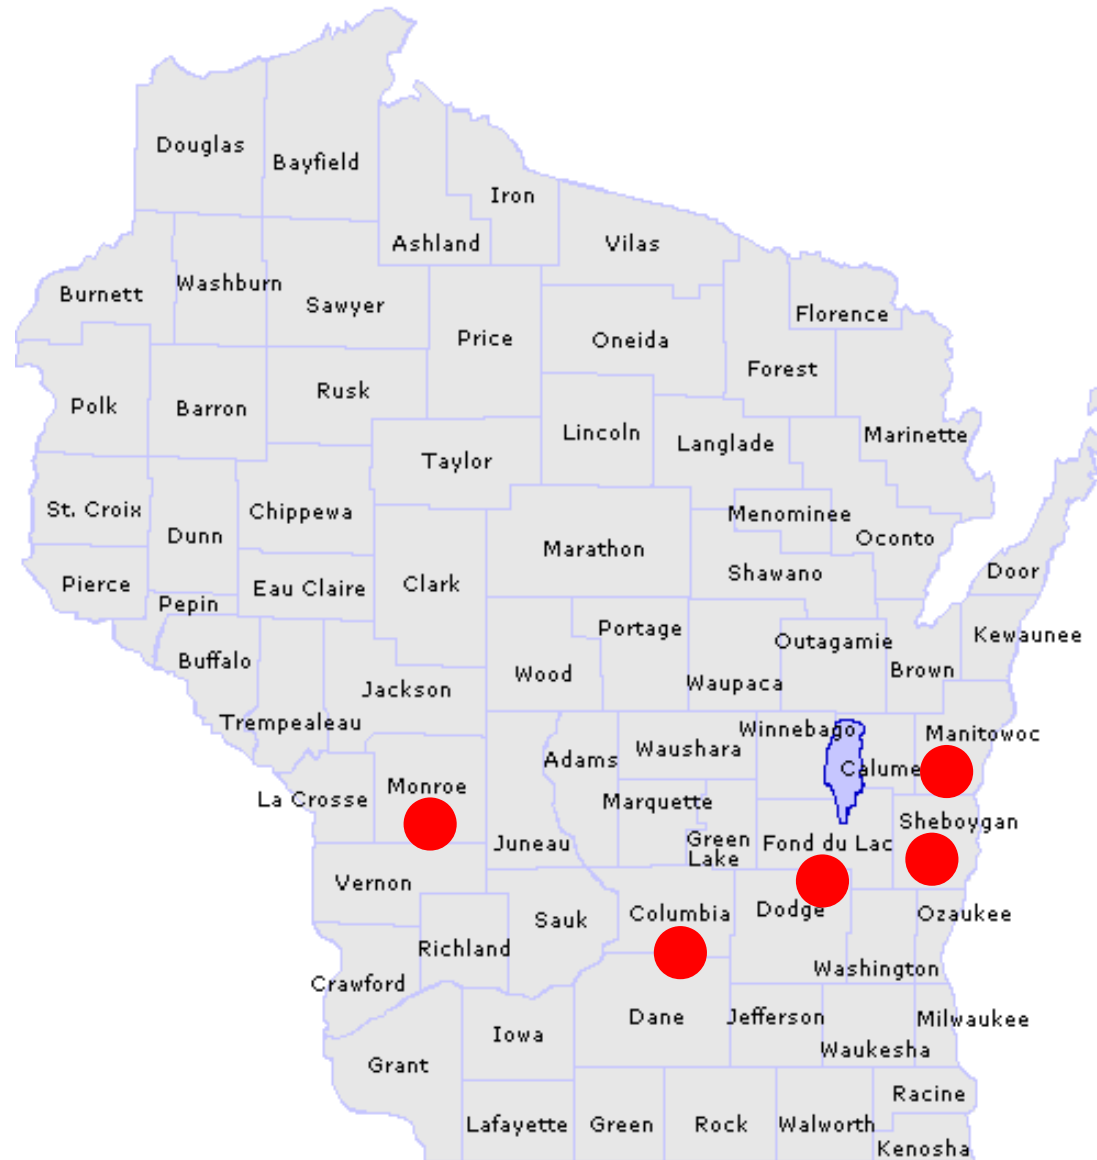 Douglas
Bayfield
Iron
Ashland
Vilas
Burnett
Washburn
Sawyer
Florence
Price
Oneida
Forest
Polk
Barron
Rusk
Lincoln
Langlade
Marinette
Taylor
St. Croix
Chippewa
Menominee
Dunn
Marathon
Oconto
Pierce
Eau Claire
Clark
Shawano
Door
Pepin
Portage
Outagamie
Kewaunee
Buffalo
Wood
Waupaca
Brown
Jackson
Trempealeau
Winnebago
Manitowoc
Adams
Waushara
Calume
La Crosse
Monroe
Marquette
Sheboygan
Juneau
Green
Lake
Fond du Lac
Vernon
Sauk
Columbia
Dodge
Ozaukee
Richland
Washington
Crawford
Iowa
Dane
Jefferson
Milwaukee
Waukesha
Grant
Racine
Lafayette
Green
Rock
Walworth
Kenosha